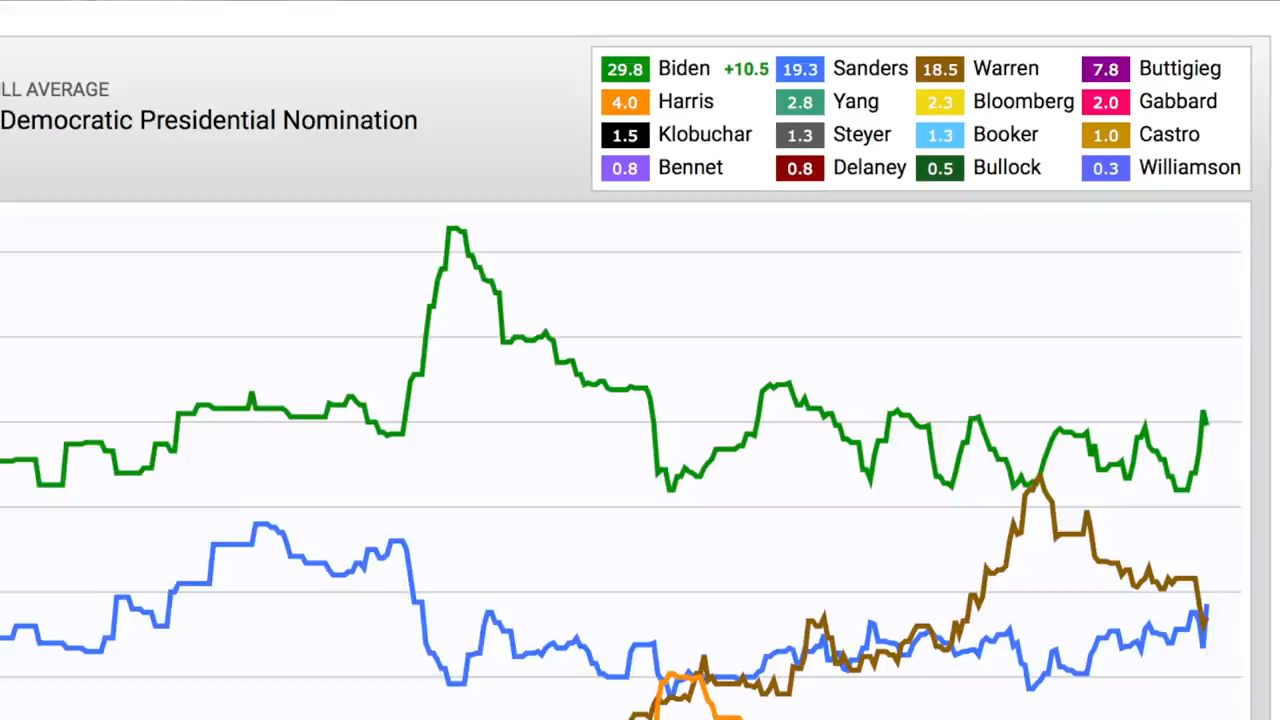 LL AVERAGE
Democratic Presidential Nomination
29.8 Biden +10.5 19.3 Sanders 18.5 Warren 7.8 Buttigieg
4.0 Harris 2.8 Yang 2.3 Bloomberg 2.0 Gabbard
1.5 Klobuchar 1.3 Steyer 1.3 Booker 1.0 Castro
0.8 Bennet 0.8 Delaney 0.5 Bullock 0.3 Williamson